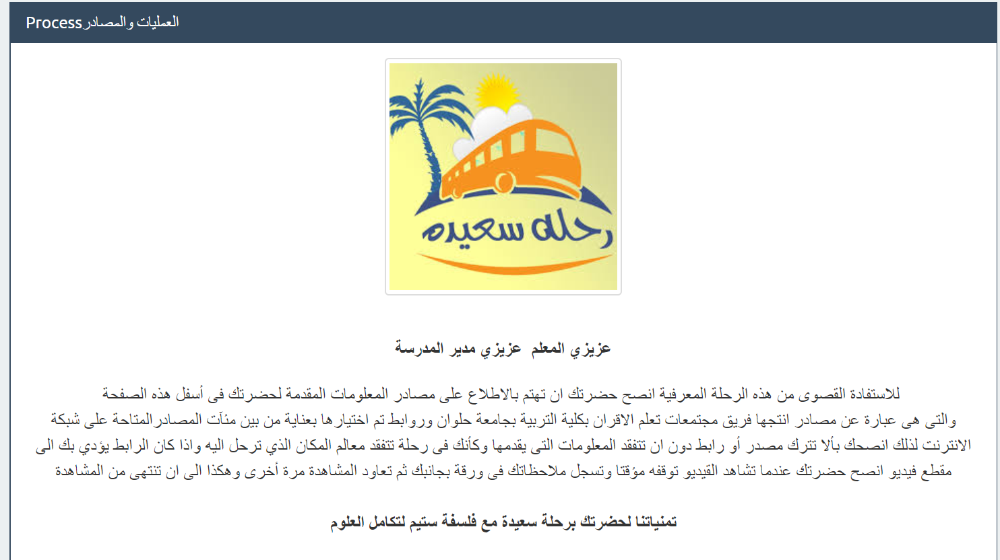 العمليات والمصادرProcess
رحله سعيده
عزيزي المعلم عزيزي مدير المدرسة
للاستفادة القصوى من هذه الرحلة المعرفية انصح حضرتك ان تهتم بالاطلاع على مصادر المعلومات المقدمة لحضرتك فى أسفل هذه الصفحة
والتى هى عبارة عن مصادر انتجها فريق مجتمعات تعلم الاقران بكلية التربية بجامعة حلوان وروابط تم اختيارها بعناية من بين مئآت المصادرالمتاحة على شبكة
الانترنت لذلك انصحك بألا تترك مصدر أو رابط دون ان تتفقد المعلومات التى يقدمها وكأنك فى رحلة تتفقد معالم المكان الذي ترحل اليه واذا كان الرابط يؤدي بك الى
مقطع فيديو انصح حضرتك عندما تشاهد الڤيديو توقفه مؤقتا وتسجل ملاحظاتك فى ورقة بجانبك ثم تعاود المشاهدة مرة أخرى وهكذا الى ان تنتهى من المشاهدة
تمنياتنا لحضرتك برحلة سعيدة مع فلسفة ستيم لتكامل العلوم